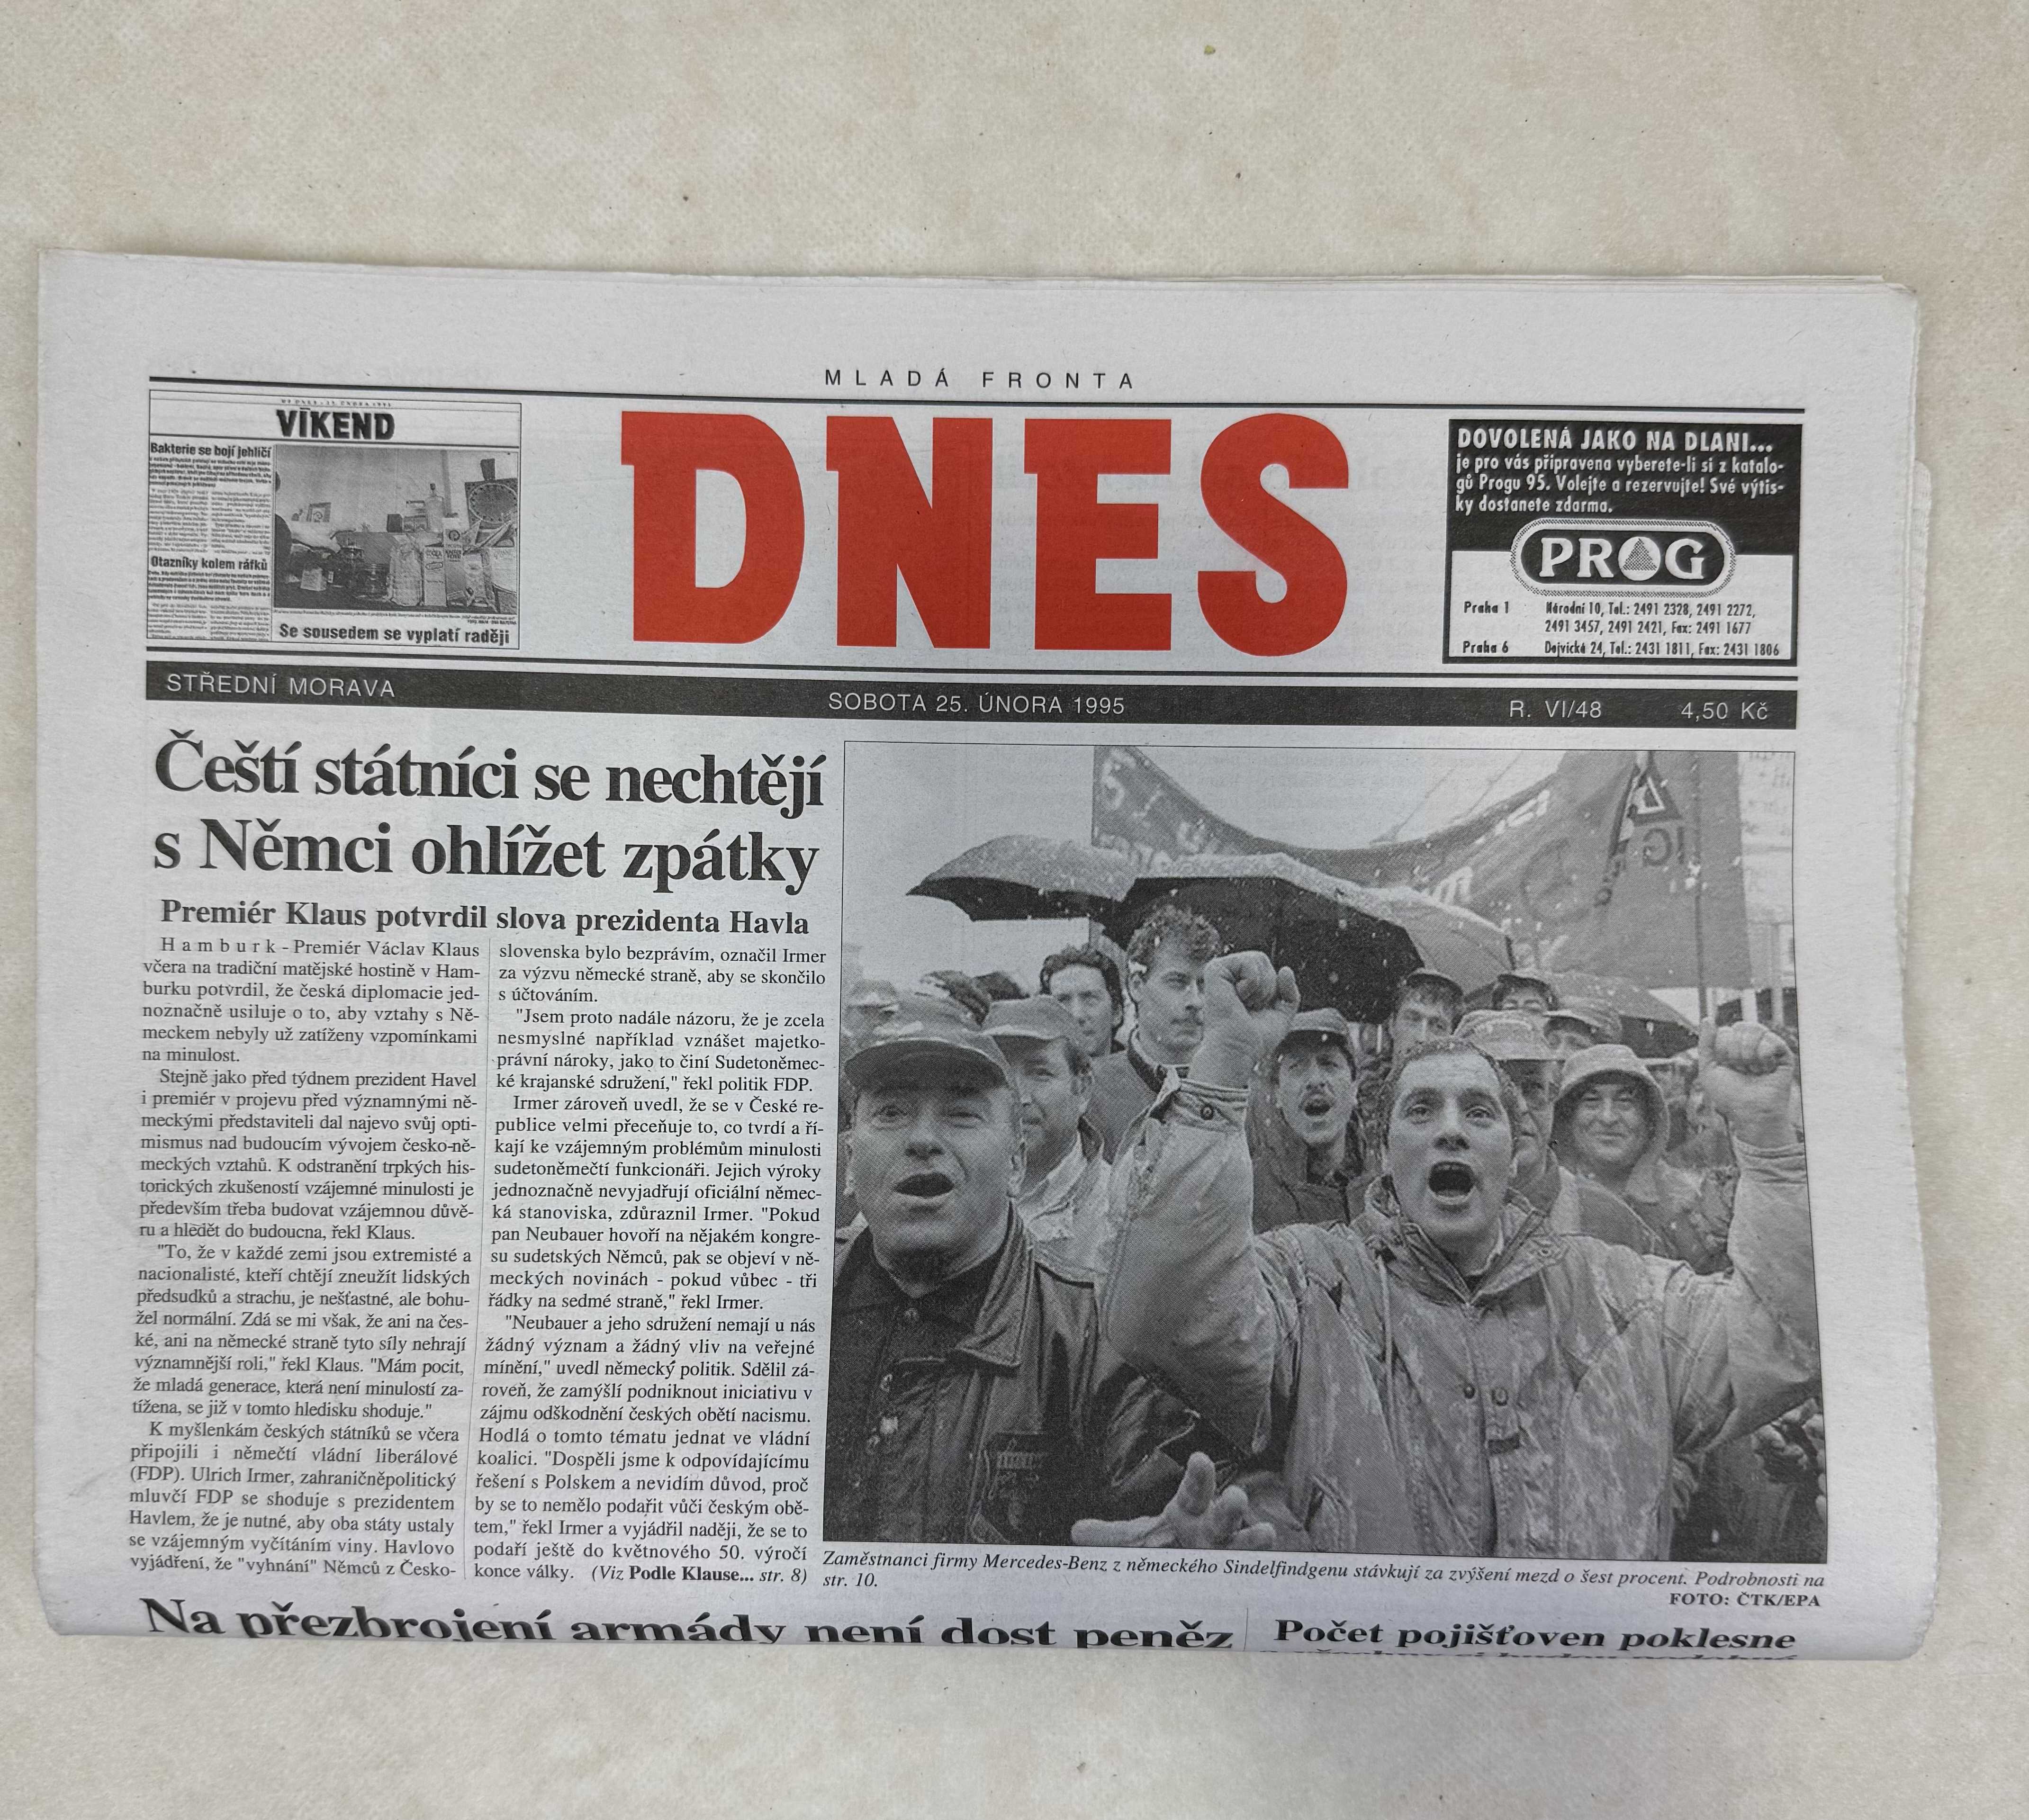 MLADÁ FRONTA
VÍKEND
Bakterie se bojí jehličí
Otazníky kolem ráfků
Se sousedem se vyplatí raději
DNES
DOVOLENÁ JAKO NA DLANI...
je pro vás připravena vyberete-li si z katalo-
gů Progu 95. Volejte a rezervujte! Své výtis-
ky dostanete zdarma.
PROG
Praha 1 Národní 10, Tel.: 2491 2328, 2491 2272,
2491 3457, 2491 2421, Fax: 2491 1677
Praha 6 Dejvická 24, Tel.: 2431 1811, Fax: 2431 1806
STŘEDNÍ MORAVA SOBOTA 25. ÚNORA 1995 R. VI/48 4,50 Kč
Čeští státníci se nechtějí
s Němci ohlížet zpátky
Premiér Klaus potvrdil slova prezidenta Havla
Hamburk - Premiér Václav Klaus
včera na tradiční matějské hostině v Ham-
burku potvrdil, že česká diplomacie jed-
noznačně usiluje o to, aby vztahy s Ně-
meckem nebyly už zatíženy vzpomínkami
na minulost.
Stejně jako před týdnem prezident Havel
i premiér v projevu před významnými ně-
meckými představiteli dal najevo svůj opti-
mismus nad budoucím vývojem česko-ně-
meckých vztahů. K odstranění trpkých his-
torických zkušeností vzájemné minulosti je
především třeba budovat vzájemnou důvě-
ru a hledět do budoucna, řekl Klaus.
"To, že v každé zemi jsou extremisté a
nacionalisté, kteří chtějí zneužít lidských
předsudků a strachu, je nešťastné, ale bohu-
žel normální. Zdá se mi však, že ani na čes-
ké, ani na německé straně tyto síly nehrají
významnější roli," řekl Klaus. "Mám pocit,
že mladá generace, která není minulostí za-
tížena, se již v tomto hledisku shoduje."
K myšlenkám českých státníků se včera
připojili i němečtí vládní liberálové
(FDP). Ulrich Irmer, zahraničněpolitický
mluvčí FDP se shoduje s prezidentem
Havlem, že je nutné, aby oba státy ustaly
se vzájemným vyčítáním viny. Havlovo
vyjádření, že "vyhnání" Němců z Česko-
slovenska bylo bezprávím, označil Irmer
za výzvu německé straně, aby se skončilo
s účtováním.
"Jsem proto nadále názoru, že je zcela
nesmyslné například vznášet majetko-
právní nároky, jako to činí Sudetoněmec-
ké krajanské sdružení," řekl politik FDP.
Irmer zároveň uvedl, že se v České re-
publice velmi přeceňuje to, co tvrdí a ří-
kají ke vzájemným problémům minulosti
sudetoněmečtí funkcionáři. Jejich výroky
jednoznačně nevyjadřují oficiální němec-
ká stanoviska, zdůraznil Irmer. "Pokud
pan Neubauer hovoří na nějakém kongre-
su sudetských Němců, pak se objeví v ně-
meckých novinách - pokud vůbec - tři
řádky na sedmé straně," řekl Irmer.
"Neubauer a jeho sdružení nemají u nás
žádný význam a žádný vliv na veřejné
mínění," uvedl německý politik. Sdělil zá-
roveň, že zamýšlí podniknout iniciativu v
zájmu odškodnění českých obětí nacismu.
Hodlá o tomto tématu jednat ve vládní
koalici. "Dospěli jsme k odpovídajícímu
řešení s Polskem a nevidím důvod, proč
by se to nemělo podařit vůči českým obě-
tem," řekl Irmer a vyjádřil naději, že se to
podaří ještě do květnového 50. výročí
konce války. (Viz Podle Klause... str. 8)
Zaměstnanci firmy Mercedes-Benz z německého Sindelfindgenu stávkují za zvýšení mezd o šest procent. Podrobnosti na
str. 10.
FOTO: ČTK/EPA
Na přezbrojení armády není dost peněz
Počet pojišťoven poklesne